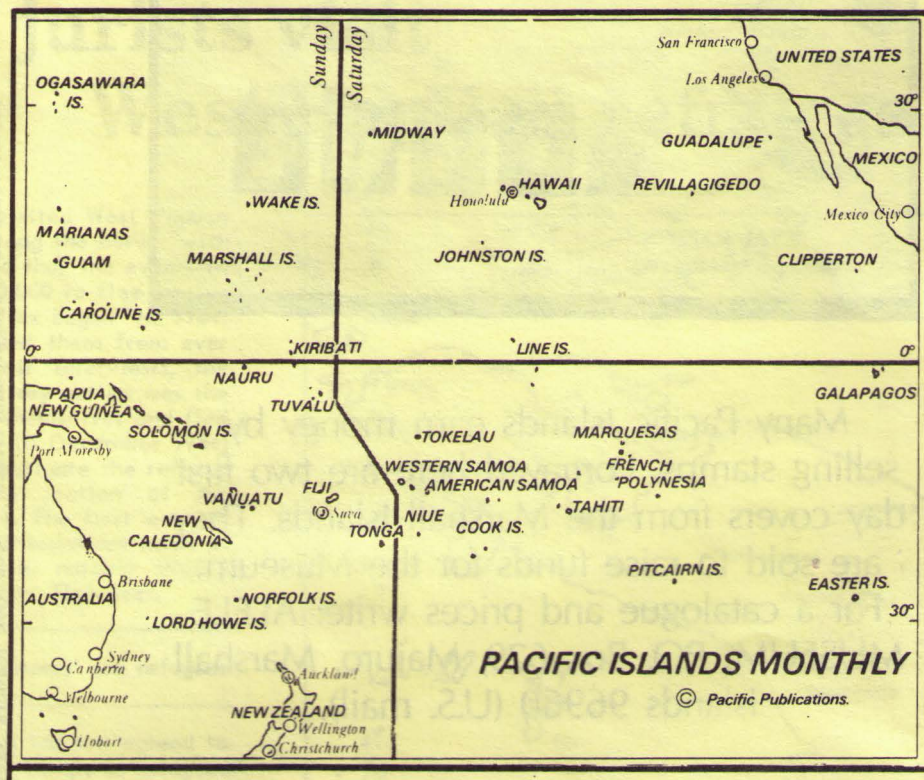 Sunday
Saturday
San Francisco
UNITED STATES
Los Angeles
OGASAWARA
IS.
30°
MIDWAY
GUADALUPE
MEXICO
HAWAII
Honolulu
REVILLAGIGEDO
WAKE IS.
Mexico City
MARIANAS
GUAM
MARSHALL IS.
JOHNSTON IS.
CLIPPERTON
CAROLINE IS.
0°
KIRIBATI
LINE IS.
0°
NAURU
GALAPAGOS
PAPUA
NEW GUINEA
TUVALU
SOLOMON IS.
Port Moresby
TOKELAU
MARQUESAS
WESTERN SAMOA
AMERICAN SAMOA
FRENCH
POLYNESIA
VANUATU
FIJI
Suva
NIUE
TAHITI
NEW
CALEDONIA
TONGA
COOK IS.
PITCAIRN IS.
EASTER IS.
Brisbane
AUSTRALIA
NORFOLK IS.
30°
LORD HOWE IS.
Sydney
Canberra
Melbourne
Hobart
Auckland
NEW ZEALAND
Wellington
Christchurch
PACIFIC ISLANDS MONTHLY
© Pacific Publications.
Many Pacific Islands earn money by
selling stamps
are two first
day covers from the Marshall Islands.
are sold to raise funds for the Museum.
For a catalogue and prices write:
Majuro, Marshall
Islands 96960 (U.S. mail)